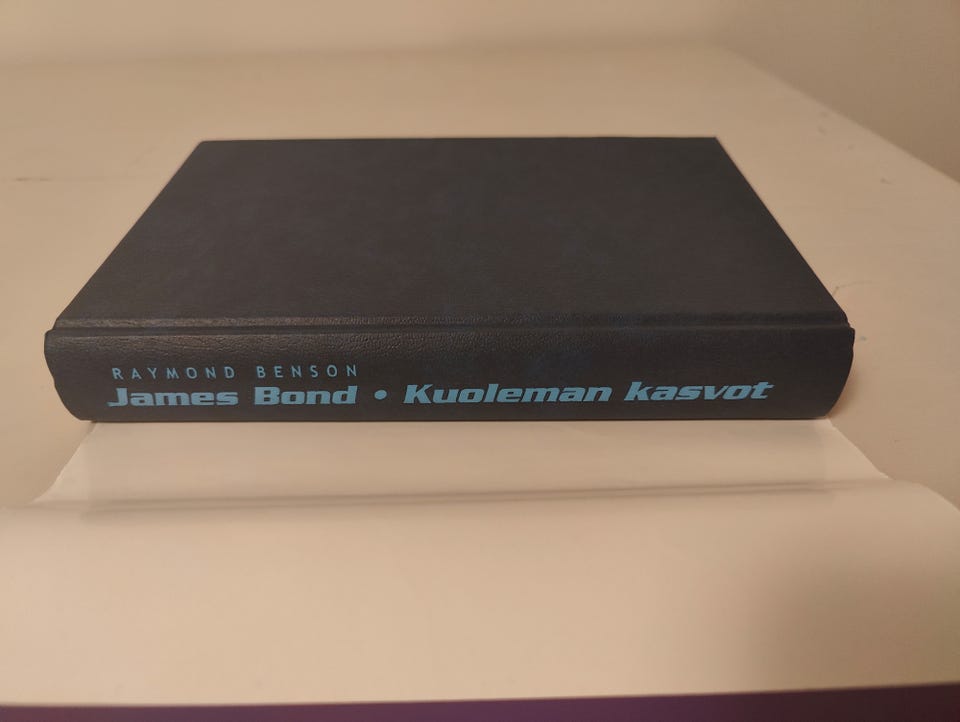 RAYMOND BENSON
James Bond • Kuoleman kasvot